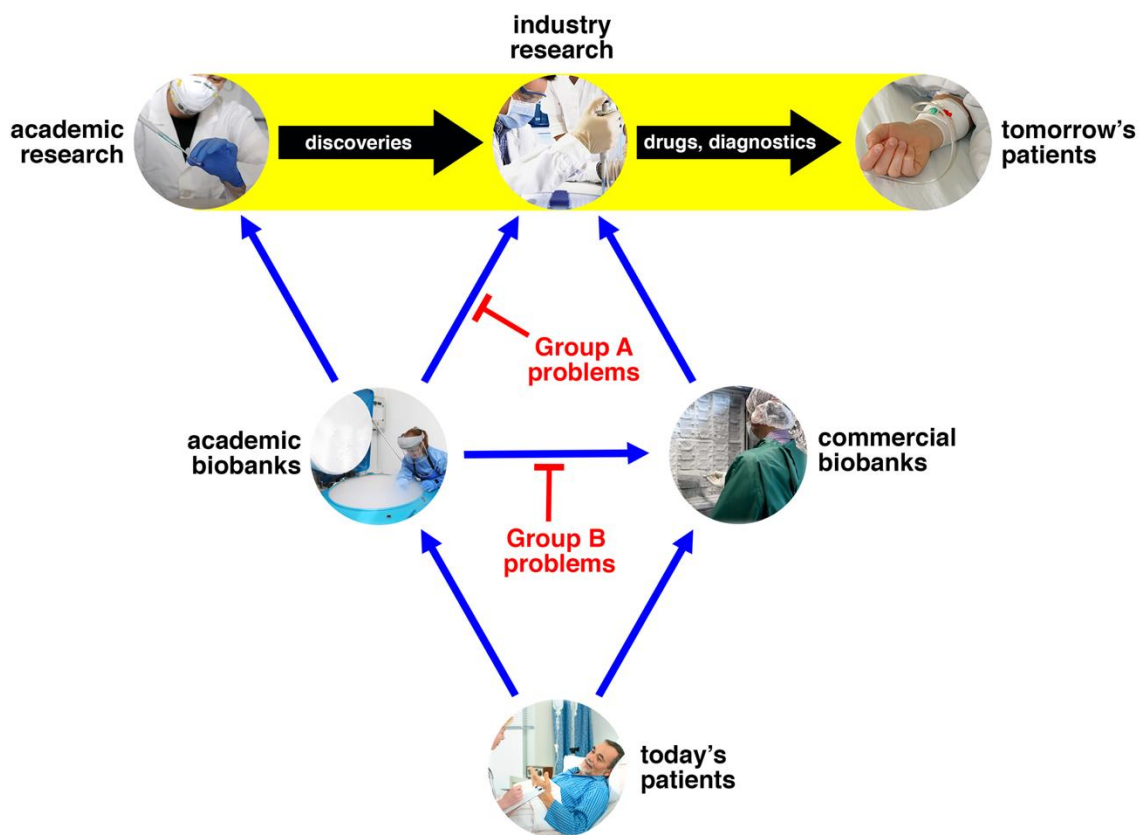 industry
research
academic
research
discoveries
drugs, diagnostics
tomorrow's
patients
Group A
problems
academic
biobanks
commercial
biobanks
Group B
problems
today's
patients